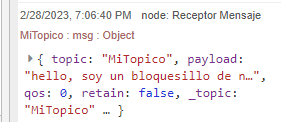 2/28/2023, 7:06:40 PM node: Receptor Mensaje
MiTopico : msg : Object
▶{ topic: "MiTopico", payload:
"hello, soy un bloquesillo de n…",
qos: 0, retain: false, _topic:
"MiTopico" … }